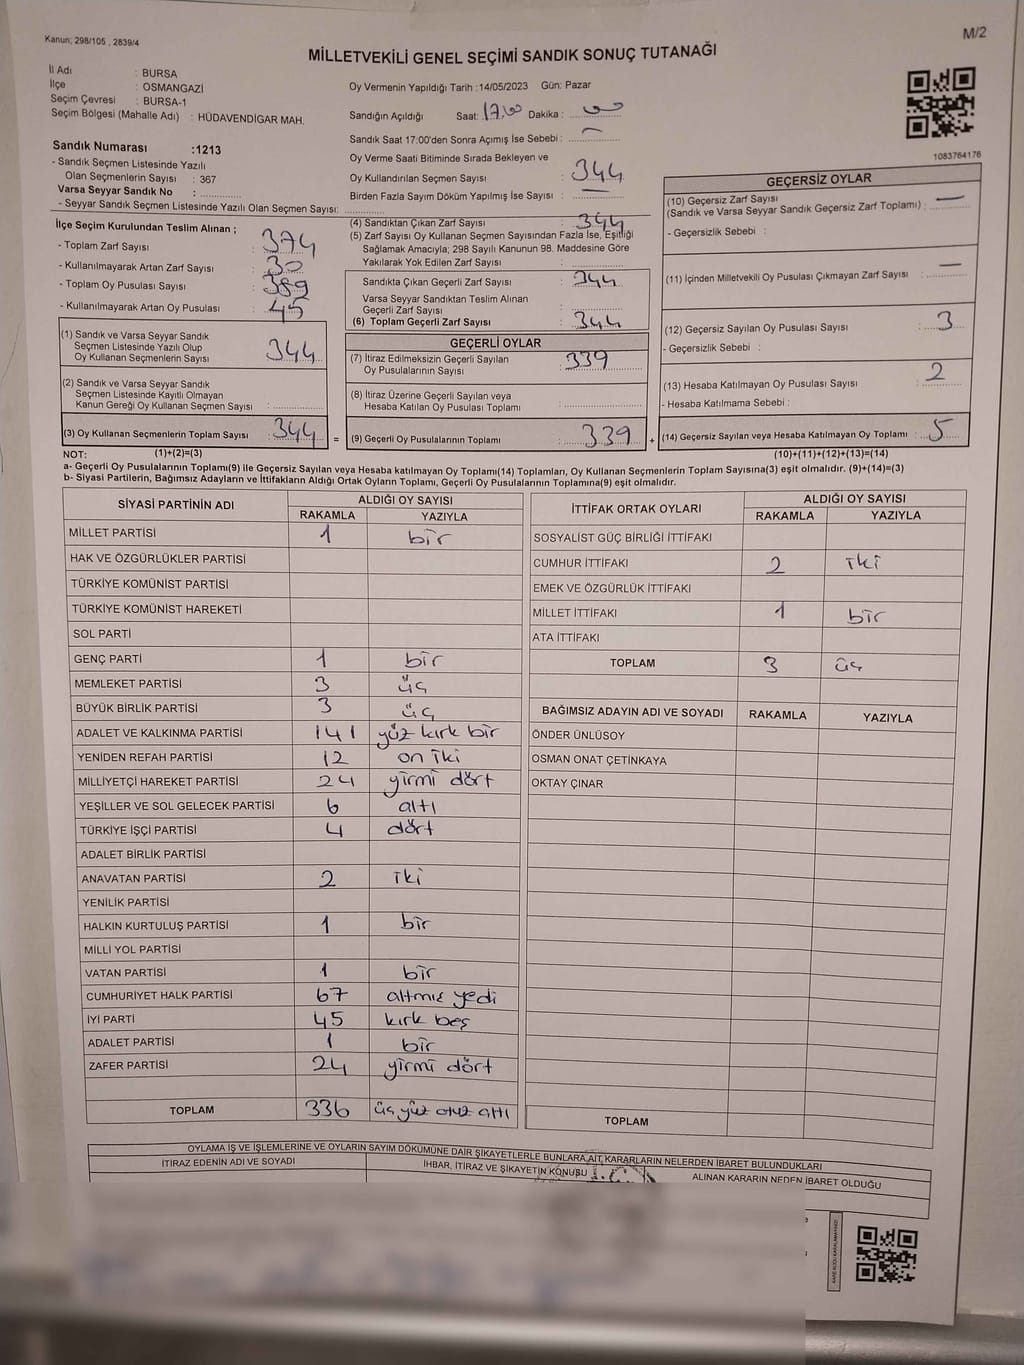 Kanun; 298/105 , 2839/4
M/2
MİLLETVEKİLİ GENEL SEÇİMİ SANDIK SONUÇ TUTANAĞI
İl Adı : BURSA
İlçe : OSMANGAZİ
Seçim Çevresi : BURSA-1
Seçim Bölgesi (Mahalle Adı) : HÜDAVENDİGAR MAH.
Sandık Numarası :1213
- Sandık Seçmen Listesinde Yazılı
Olan Seçmenlerin Sayısı : 367
Varsa Seyyar Sandık No :
- Seyyar Sandık Seçmen Listesinde Yazılı Olan Seçmen Sayısı:
Oy Vermenin Yapıldığı Tarih :14/05/2023 Gün: Pazar
Sandığın Açıldığı Saat: 17.00 Dakika : 00
Sandık Saat 17:00'den Sonra Açımış İse Sebebi : —
Oy Verme Saati Bitiminde Sırada Bekleyen ve
Oy Kullandırılan Seçmen Sayısı : 344
Birden Fazla Sayım Döküm Yapılmış İse Sayısı : —
1083764176
İlçe Seçim Kurulundan Teslim Alınan ;
- Toplam Zarf Sayısı : 374
- Kullanılmayarak Artan Zarf Sayısı : 30
- Toplam Oy Pusulası Sayısı : 389
- Kullanılmayarak Artan Oy Pusulası : 45
(1) Sandık ve Varsa Seyyar Sandık
Seçmen Listesinde Yazılı Olup
Oy Kullanan Seçmenlerin Sayısı : 344
(2) Sandık ve Varsa Seyyar Sandık
Seçmen Listesinde Kayıtlı Olmayan
Kanun Gereği Oy Kullanan Seçmen Sayısı :
(3) Oy Kullanan Seçmenlerin Toplam Sayısı : 344 =
(4) Sandıktan Çıkan Zarf Sayısı : 344
(5) Zarf Sayısı Oy Kullanan Seçmen Sayısından Fazla İse, Eşitliği
Sağlamak Amacıyla; 298 Sayılı Kanunun 98. Maddesine Göre
Yakılarak Yok Edilen Zarf Sayısı :
Sandıkta Çıkan Geçerli Zarf Sayısı : 344
Varsa Seyyar Sandıktan Teslim Alınan
Geçerli Zarf Sayısı :
(6) Toplam Geçerli Zarf Sayısı : 344
GEÇERLİ OYLAR
(7) İtiraz Edilmeksizin Geçerli Sayılan
Oy Pusulalarının Sayısı : 339
(8) İtiraz Üzerine Geçerli Sayılan veya
Hesaba Katılan Oy Pusulası Toplamı :
(9) Geçerli Oy Pusulalarının Toplamı : 339 +
GEÇERSİZ OYLAR
(10) Geçersiz Zarf Sayısı
(Sandık ve Varsa Seyyar Sandık Geçersiz Zarf Toplamı) : —
- Geçersizlik Sebebi :
(11) İçinden Milletvekili Oy Pusulası Çıkmayan Zarf Sayısı : —
(12) Geçersiz Sayılan Oy Pusulası Sayısı : 3
- Geçersizlik Sebebi :
(13) Hesaba Katılmayan Oy Pusulası Sayısı : 2
- Hesaba Katılmama Sebebi :
(14) Geçersiz Sayılan veya Hesaba Katılmayan Oy Toplamı : 5
NOT: (1)+(2)=(3) (10)+(11)+(12)+(13)=(14)
a- Geçerli Oy Pusulalarının Toplamı(9) ile Geçersiz Sayılan veya Hesaba katılmayan Oy Toplamı(14) Toplamları, Oy Kullanan Seçmenlerin Toplam Sayısına(3) eşit olmalıdır. (9)+(14)=(3)
b- Siyasi Partilerin, Bağımsız Adayların ve İttifakların Aldığı Ortak Oyların Toplamı, Geçerli Oy Pusulalarının Toplamına(9) eşit olmalıdır.
SİYASİ PARTİNİN ADI ALDIĞI OY SAYISI
RAKAMLA YAZIYLA
MİLLET PARTİSİ 1 bir
HAK VE ÖZGÜRLÜKLER PARTİSİ
TÜRKİYE KOMÜNİST PARTİSİ
TÜRKİYE KOMÜNİST HAREKETİ
SOL PARTİ
GENÇ PARTİ 1 bir
MEMLEKET PARTİSİ 3 üç
BÜYÜK BİRLİK PARTİSİ 3 üç
ADALET VE KALKINMA PARTİSİ 141 yüz kırk bir
YENİDEN REFAH PARTİSİ 12 on iki
MİLLİYETÇİ HAREKET PARTİSİ 24 yirmi dört
YEŞİLLER VE SOL GELECEK PARTİSİ 6 altı
TÜRKİYE İŞÇİ PARTİSİ 4 dört
ADALET BİRLİK PARTİSİ
ANAVATAN PARTİSİ 2 iki
YENİLİK PARTİSİ
HALKIN KURTULUŞ PARTİSİ 1 bir
MİLLİ YOL PARTİSİ
VATAN PARTİSİ 1 bir
CUMHURİYET HALK PARTİSİ 67 altmış yedi
İYİ PARTİ 45 kırk beş
ADALET PARTİSİ 1 bir
ZAFER PARTİSİ 24 yirmi dört
TOPLAM 336 üç yüz otuz altı
İTTİFAK ORTAK OYLARI ALDIĞI OY SAYISI
RAKAMLA YAZIYLA
SOSYALİST GÜÇ BİRLİĞİ İTTİFAKI
CUMHUR İTTİFAKI 2 iki
EMEK VE ÖZGÜRLÜK İTTİFAKI
MİLLET İTTİFAKI 1 bir
ATA İTTİFAKI
TOPLAM 3 üç
BAĞIMSIZ ADAYIN ADI VE SOYADI RAKAMLA YAZIYLA
ÖNDER ÜNLÜSOY
OSMAN ONAT ÇETİNKAYA
OKTAY ÇINAR
TOPLAM
OYLAMA İŞ VE İŞLEMLERİNE VE OYLARIN SAYIM DÖKÜMÜNE DAİR ŞİKAYETLERLE BUNLARA AİT KARARLARIN NELERDEN İBARET BULUNDUKLARI
İTİRAZ EDENİN ADI VE SOYADI İHBAR, İTİRAZ VE ŞİKAYETİN KONUSU ALINAN KARARIN NEDEN İBARET OLDUĞU